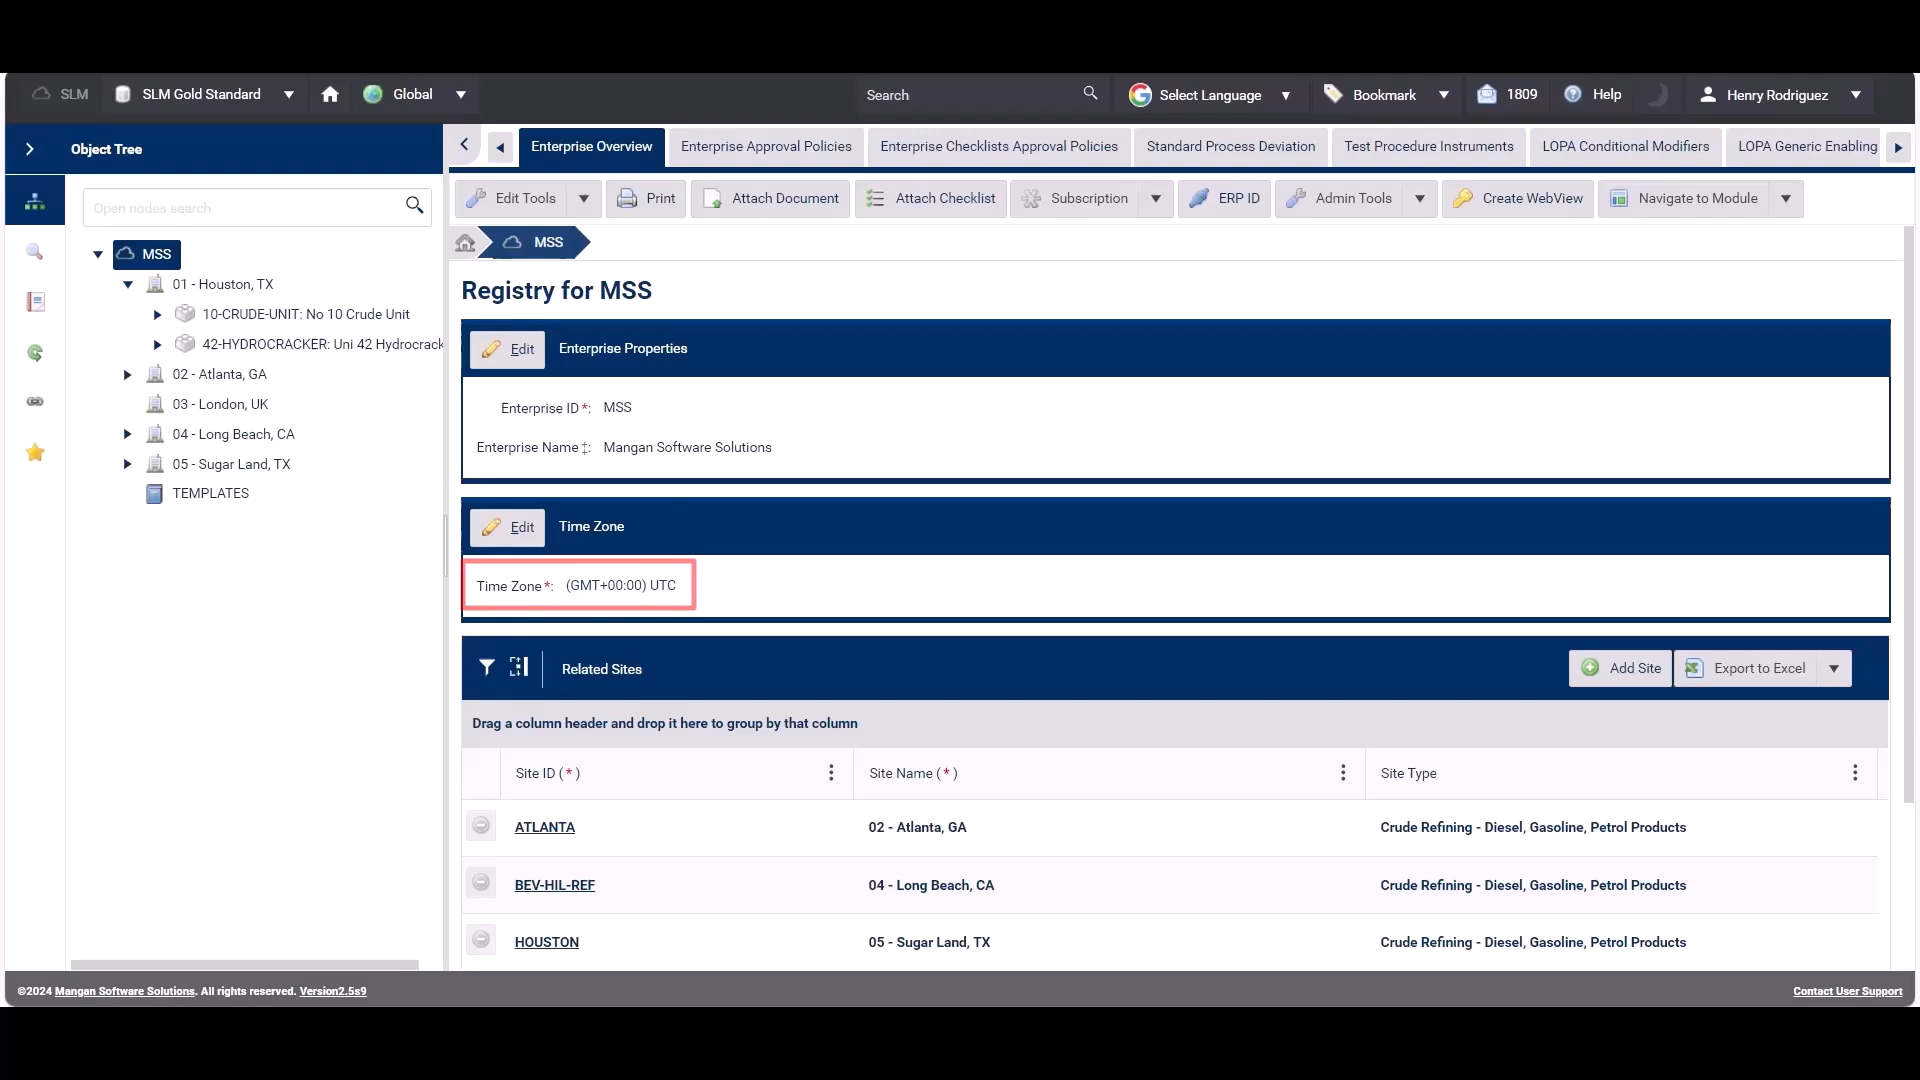 SLM SLM Gold Standard Global Search Select Language Bookmark 1809 Help Henry Rodriguez
Object Tree
Enterprise Overview Enterprise Approval Policies Enterprise Checklists Approval Policies Standard Process Deviation Test Procedure Instruments LOPA Conditional Modifiers LOPA Generic Enabling
Edit Tools Print Attach Document Attach Checklist Subscription ERP ID Admin Tools Create WebView Navigate to Module
Open nodes search
MSS
01 - Houston, TX
10-CRUDE-UNIT: No 10 Crude Unit
42-HYDROCRACKER: Uni 42 Hydrocrack
02 - Atlanta, GA
03 - London, UK
04 - Long Beach, CA
05 - Sugar Land, TX
TEMPLATES
MSS
Registry for MSS
Edit Enterprise Properties
Enterprise ID *: MSS
Enterprise Name ‡: Mangan Software Solutions
Edit Time Zone
Time Zone *: (GMT+00:00) UTC
Related Sites Add Site Export to Excel
Drag a column header and drop it here to group by that column
Site ID ( * ) Site Name ( * ) Site Type
ATLANTA 02 - Atlanta, GA Crude Refining - Diesel, Gasoline, Petrol Products
BEV-HIL-REF 04 - Long Beach, CA Crude Refining - Diesel, Gasoline, Petrol Products
HOUSTON 05 - Sugar Land, TX Crude Refining - Diesel, Gasoline, Petrol Products
©2024 Mangan Software Solutions. All rights reserved. Version2.5s9 Contact User Support